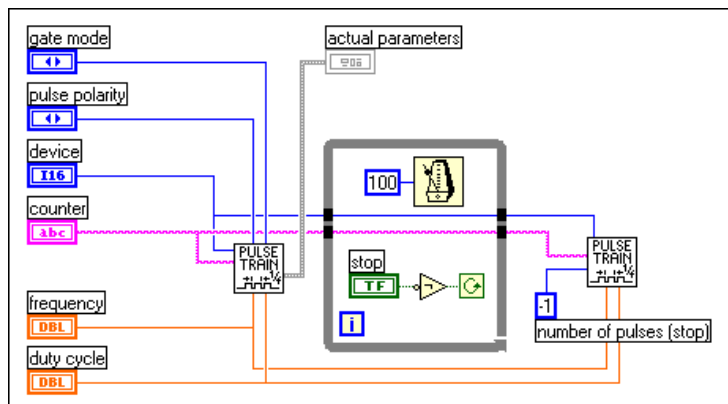 gate mode
actual parameters
pulse polarity
device
I16
100
counter
abc
PULSE
TRAIN
stop
TF
PULSE
TRAIN
frequency
DBL
i
-1
number of pulses (stop)
duty cycle
DBL